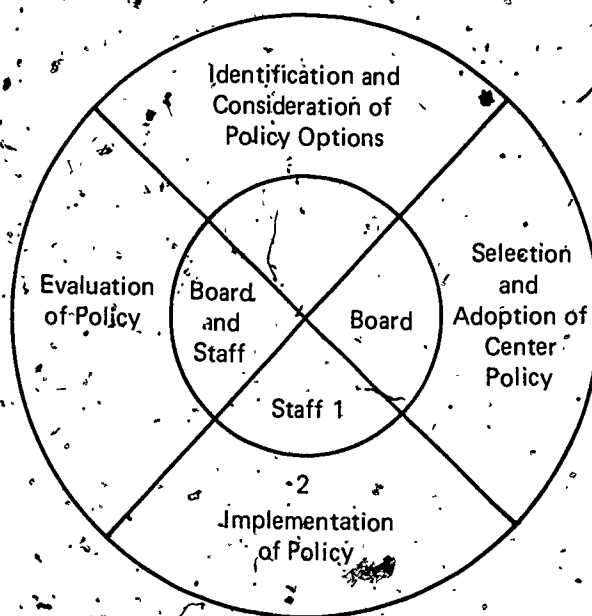 Identification and
Consideration of
Policy Options
Selection
and
Adoption of
Center
Policy
Evaluation
of Policy
Board
and
Staff
Board
Staff 1
2
Implementation
of Policy